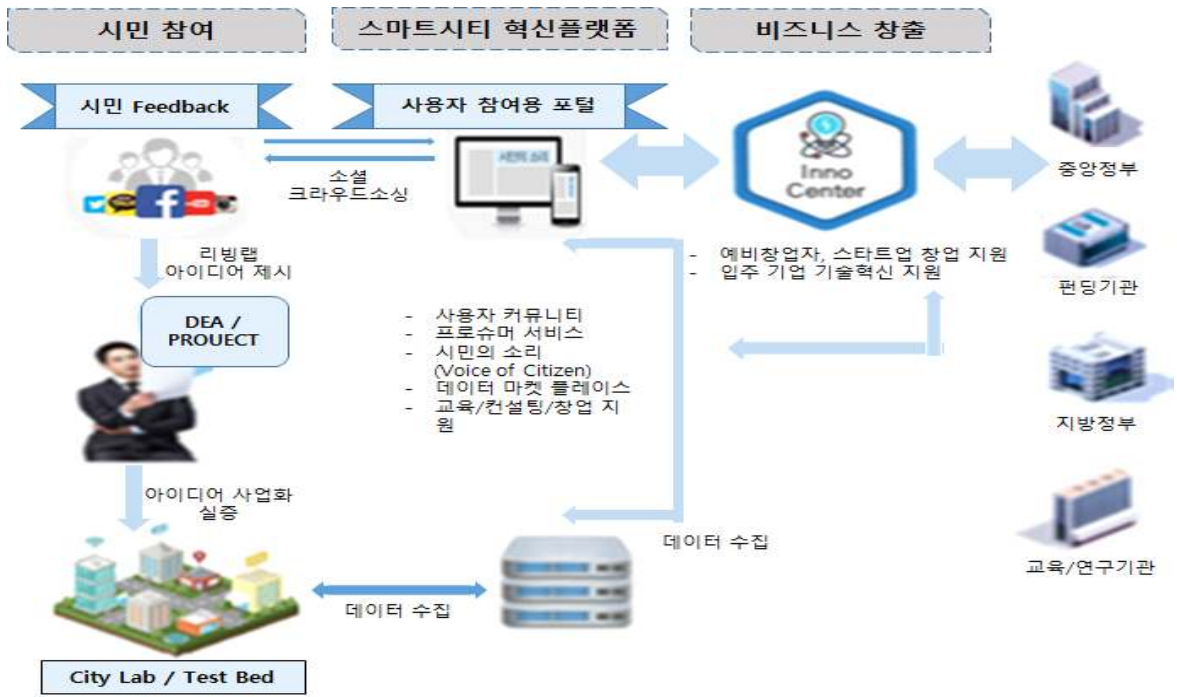 시민 참여
스마트시티 혁신플랫폼
비즈니스 창출
시민 Feedback
사용자 참여용 포털
시민의 소리
Inno
Center
중앙정부
소셜
크라우드소싱
리빙랩
아이디어 제시
- 예비창업자, 스타트업 창업 지원
- 입주 기업 기술혁신 지원
펀딩기관
DEA /
PROUECT
- 사용자 커뮤니티
- 프로슈머 서비스
- 시민의 소리
(Voice of Citizen)
- 데이터 마켓 플레이스
- 교육/컨설팅/창업 지
원
지방정부
아이디어 사업화
실증
데이터 수집
교육/연구기관
데이터 수집
City Lab / Test Bed